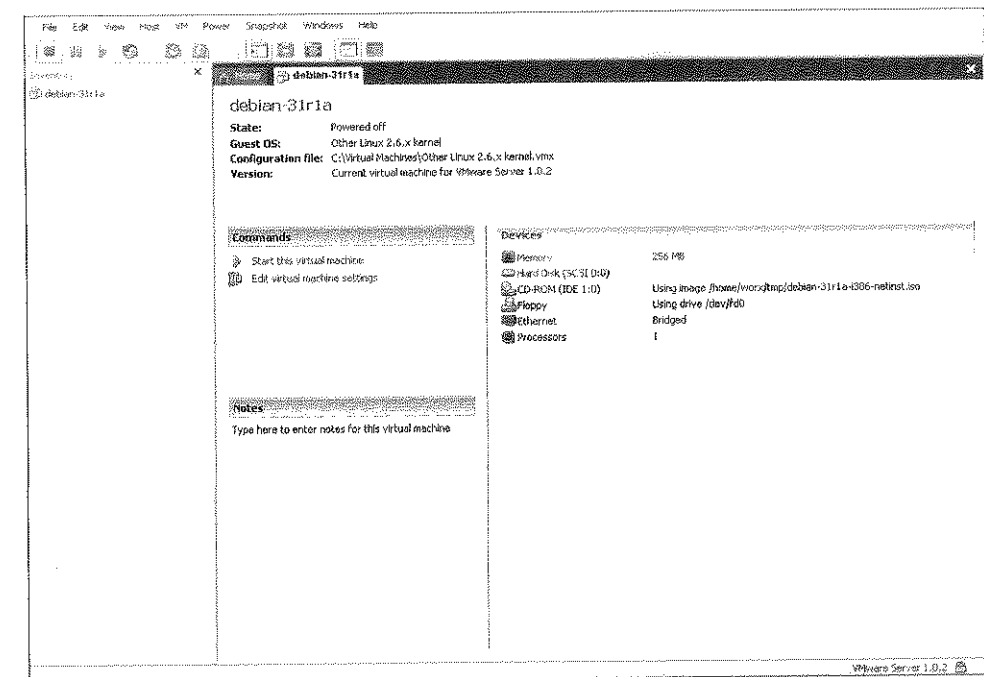 File Edit View Host VM Power Snapshot Windows Help
Inventory
debian-31r1a
Home debian-31r1a
debian-31r1a
State: Powered off
Guest OS: Other Linux 2.6.x kernel
Configuration file: C:\Virtual Machines\Other Linux 2.6.x kernel.vmx
Version: Current virtual machine for VMware Server 1.0.2
Commands
Start this virtual machine
Edit virtual machine settings
Notes
Type here to enter notes for this virtual machine
Devices
Memory 256 MB
Hard Disk (SCSI 0:0)
CD-ROM (IDE 1:0) Using image /home/worxjtmp/debian-31r1a-i386-netinst.iso
Floppy Using drive /dev/fd0
Ethernet Bridged
Processors 1
VMware Server 1.0.2